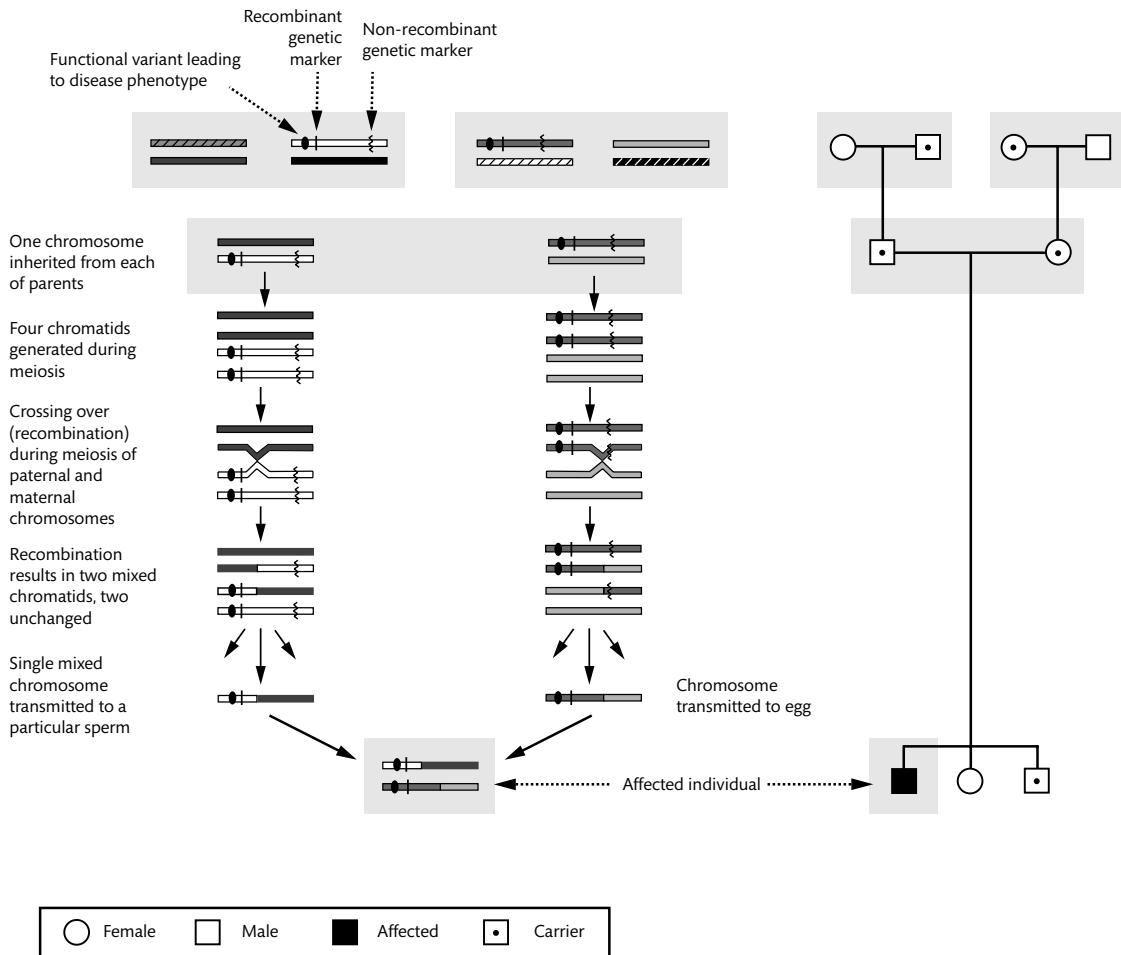 Recombinant
genetic
marker
Non-recombinant
genetic marker
Functional variant leading
to disease phenotype
One chromosome
inherited from each
of parents
Four chromatids
generated during
meiosis
Crossing over
(recombination)
during meiosis of
paternal and
maternal
chromosomes
Recombination
results in two mixed
chromatids, two
unchanged
Single mixed
chromosome
transmitted to a
particular sperm
Chromosome
transmitted to egg
Affected individual
Female Male Affected Carrier